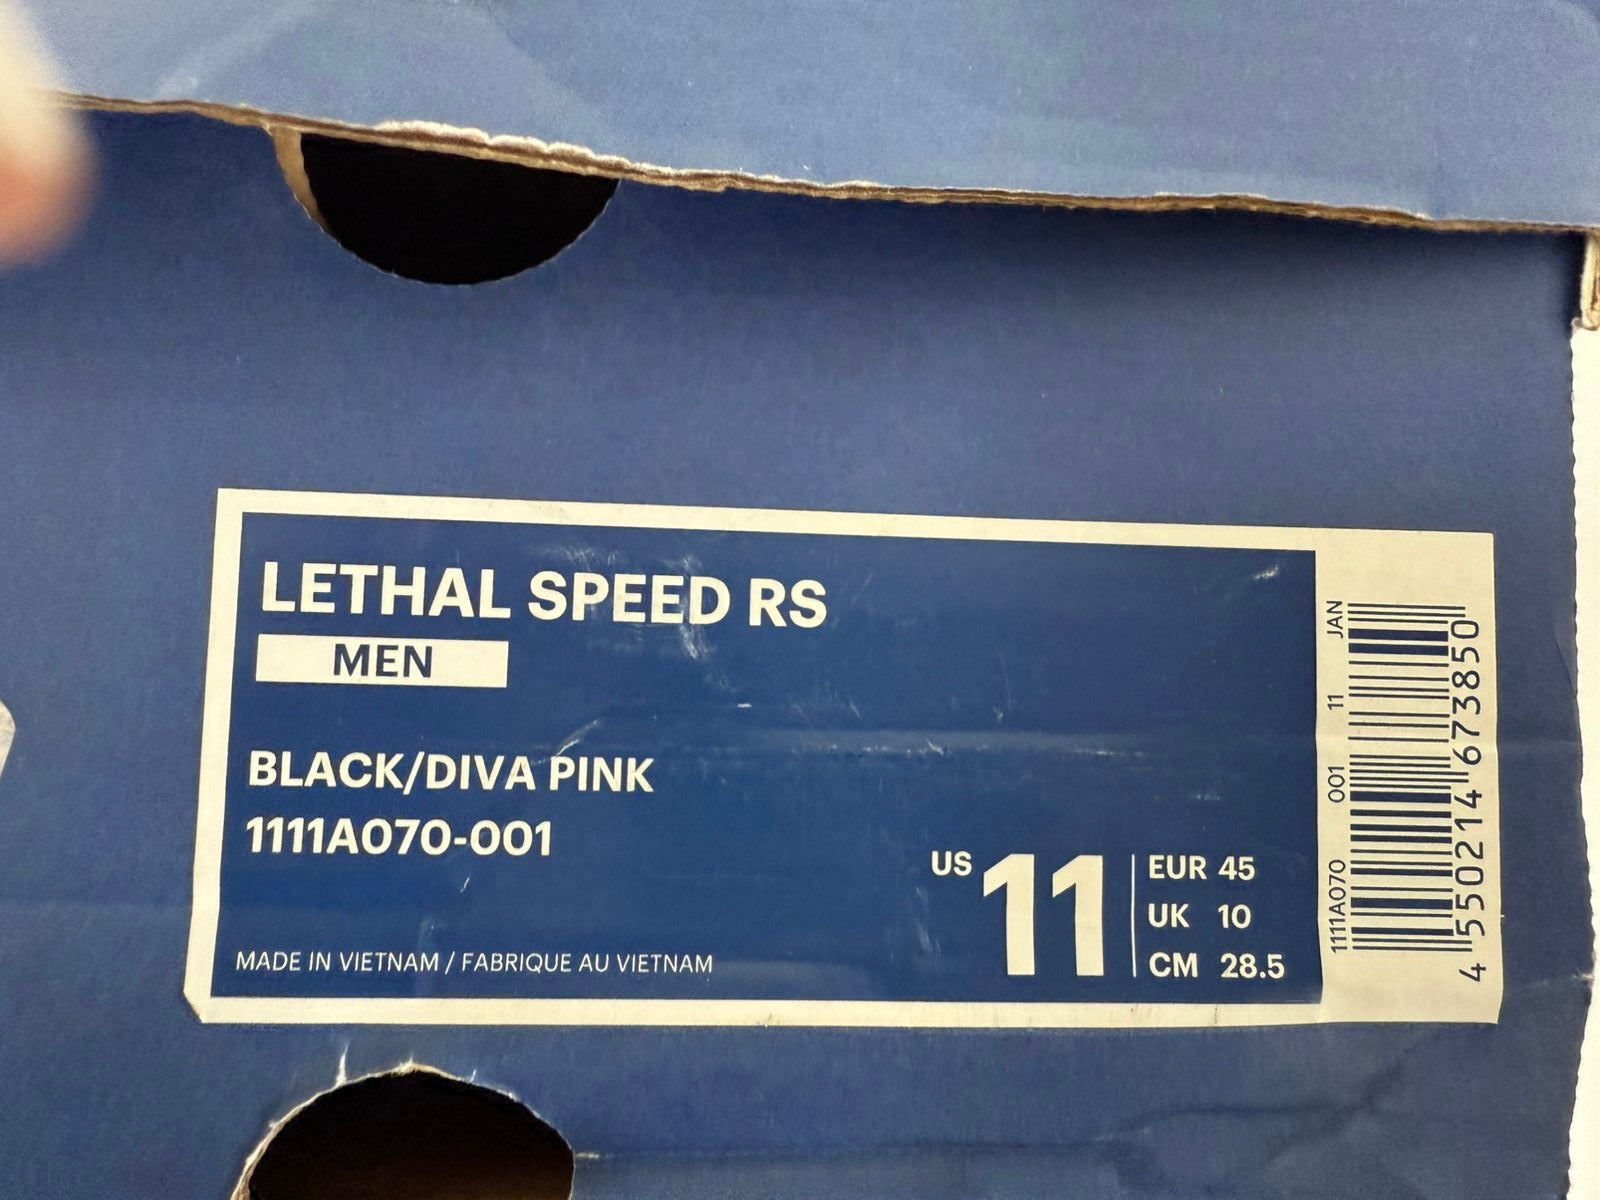 LETHAL SPEED RS
MEN
BLACK/DIVA PINK
1111A070-001
MADE IN VIETNAM / FABRIQUE AU VIETNAM
US 11
EUR 45
UK 10
CM 28.5
1111A070 001 11 JAN
4 550214 673850